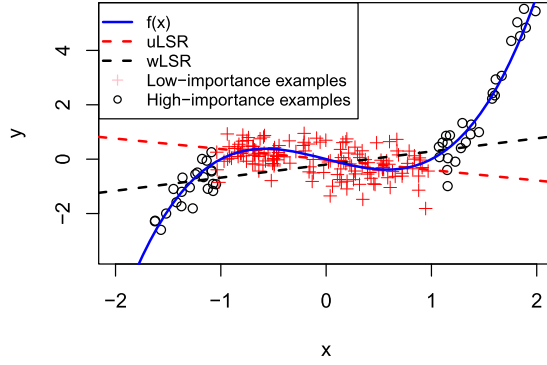 f(x)
uLSR
wLSR
Low−importance examples
High−importance examples
4
2
0
−2
y
−2
−1
0
1
2
x